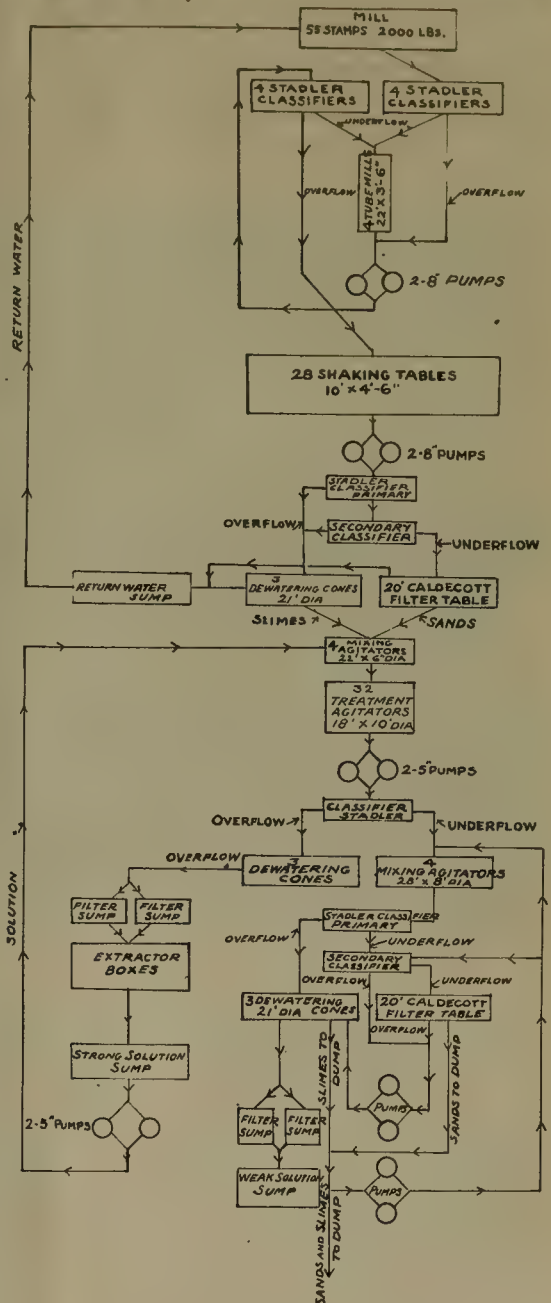 MILL
55 STAMPS 2000 LBS.
4 STADLER
CLASSIFIERS
4 STADLER
CLASSIFIERS
UNDERFLOW
OVERFLOW
4 TUBE MILLS
22' X 3'-6"
OVERFLOW
2-8" PUMPS
RETURN WATER
28 SHAKING TABLES
10' X 4'-6"
2-8" PUMPS
STADLER
CLASSIFIER
PRIMARY
OVERFLOW
SECONDARY
CLASSIFIER
UNDERFLOW
RETURN WATER
SUMP
3
DEWATERING CONES
21' DIA
20' CALDECOTT
FILTER TABLE
SLIMES
SANDS
4 MIXING
AGITATORS
22' X 6' DIA
32
TREATMENT
AGITATORS
18' X 10' DIA
2-5" PUMPS
CLASSIFIER
STADLER
OVERFLOW
UNDERFLOW
OVERFLOW
3
DEWATERING
CONES
4
MIXING AGITATORS
28' X 8' DIA
SOLUTION
FILTER
SUMP
FILTER
SUMP
STADLER CLASSIFIER
PRIMARY
OVERFLOW
UNDERFLOW
EXTRACTOR
BOXES
SECONDARY
CLASSIFIER
OVERFLOW
UNDERFLOW
3 DEWATERING
21' DIA CONES
20' CALDECOTT
FILTER TABLE
OVERFLOW
STRONG SOLUTION
SUMP
SLIMES TO
DUMP
PUMPS
SANDS TO DUMP
2-5" PUMPS
FILTER
SUMP
FILTER
SUMP
WEAK SOLUTION
SUMP
PUMPS
SANDS AND SLIMES
TO DUMP